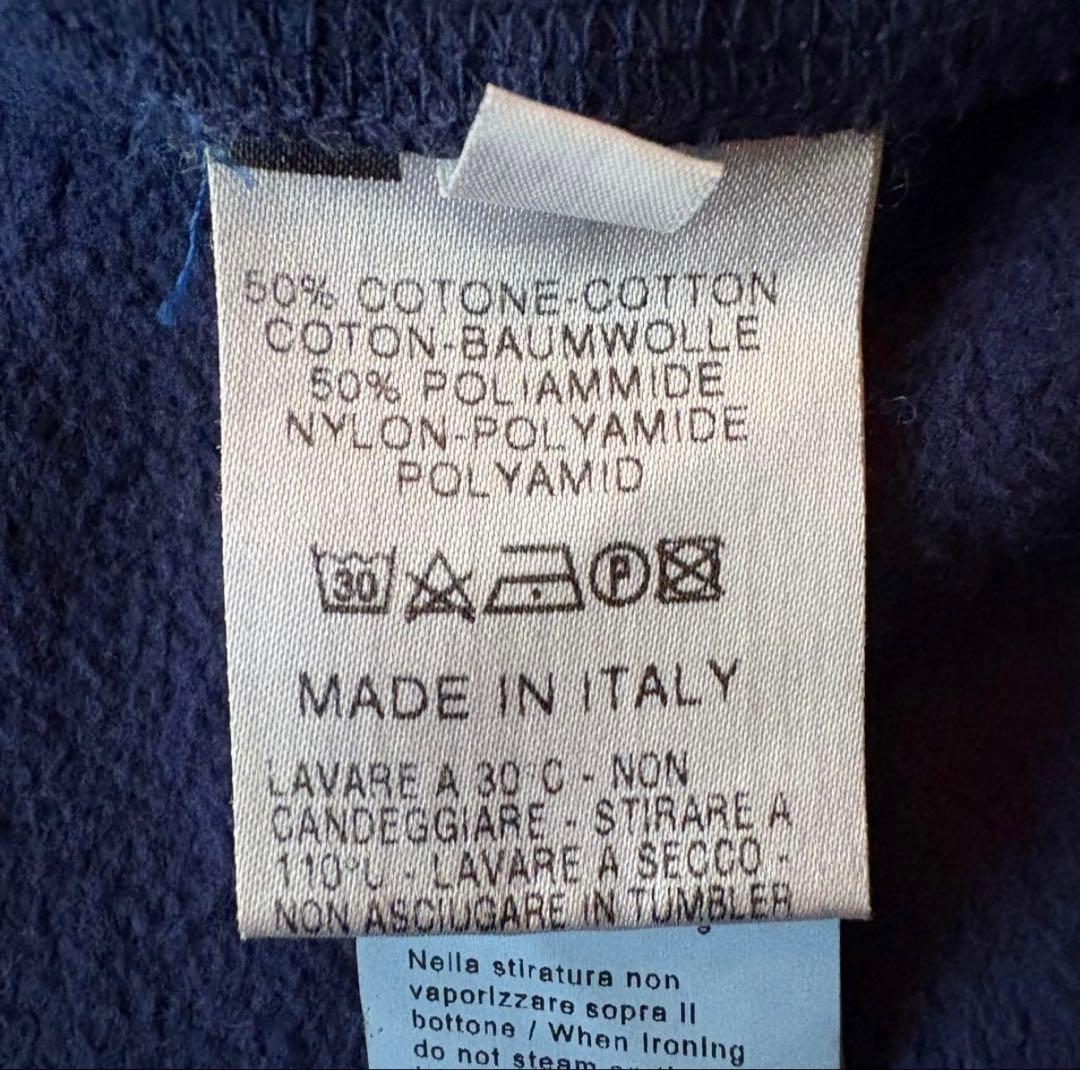 50% COTONE-COTTON
COTON-BAUMWOLLE
50% POLIAMMIDE
NYLON-POLYAMIDE
POLYAMID
30 P
MADE IN ITALY
LAVARE A 30°C - NON
CANDEGGIARE - STIRARE A
110°C - LAVARE A SECCO -
NON ASCIUGARE IN TUMBLER
Nella stiratura non
vaporizzare sopra il
bottone / When Ironing
do not steam